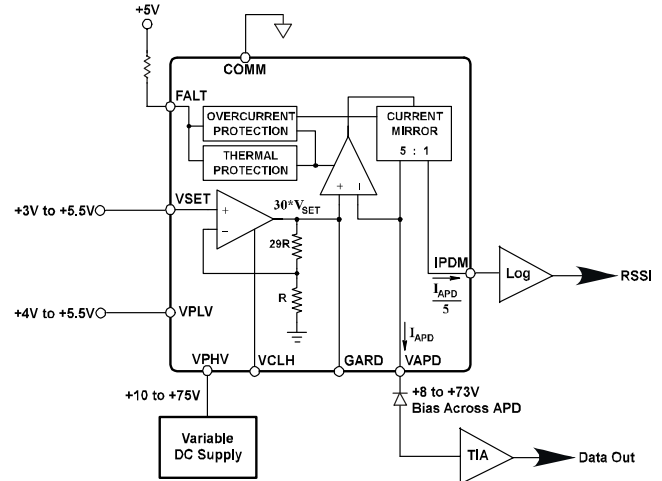 +5V
COMM
FALT
OVERCURRENT
PROTECTION
CURRENT
MIRROR
5 : 1
THERMAL
PROTECTION
+3V to +5.5V
VSET
+
−
30*VSET
+ −
29R
R
IPDM
IAPD
5
Log
RSSI
+4V to +5.5V
VPLV
IAPD
VPHV
VCLH
GARD
VAPD
+10 to +75V
+8 to +73V
Bias Across APD
Variable
DC Supply
TIA
Data Out